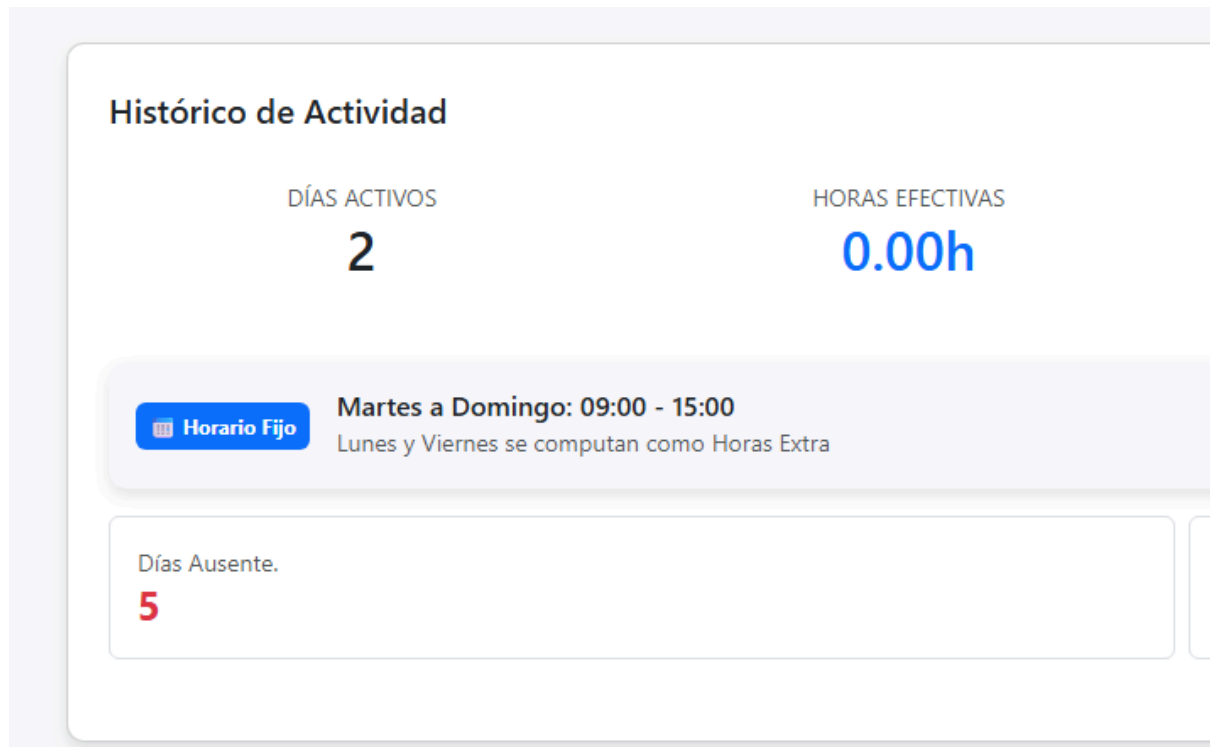 Histórico de Actividad
DÍAS ACTIVOS
2
HORAS EFECTIVAS
0.00h
Horario Fijo
Martes a Domingo: 09:00 - 15:00
Lunes y Viernes se computan como Horas Extra
Días Ausente.
5